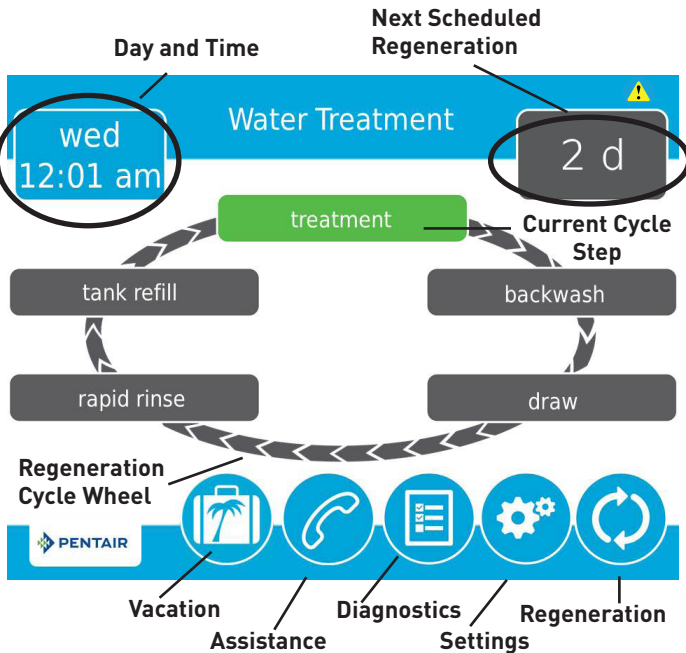 Day and Time
Next Scheduled
Regeneration
wed
12:01 am
Water Treatment
2 d
treatment
Current Cycle
Step
tank refill
backwash
rapid rinse
draw
Regeneration
Cycle Wheel
PENTAIR
Vacation
Assistance
Diagnostics
Settings
Regeneration